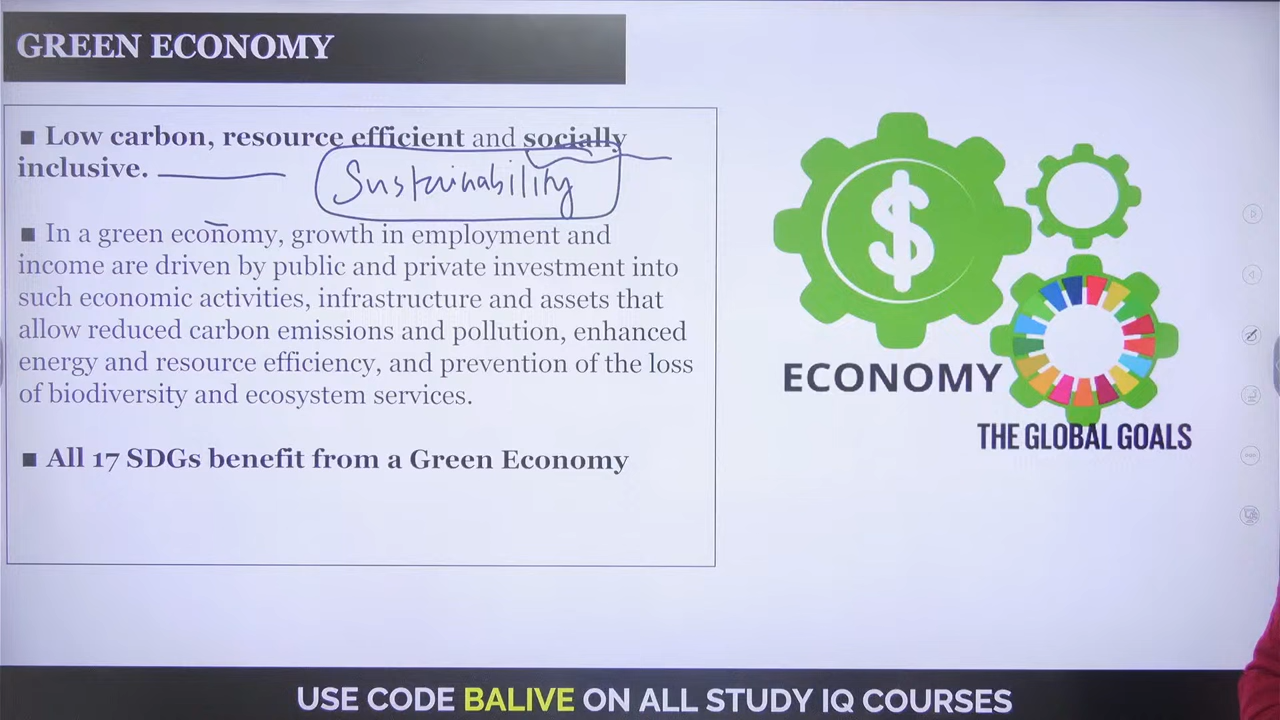 GREEN ECONOMY
■ Low carbon, resource efficient and socially
inclusive.
Sustainability
■ In a green economy, growth in employment and
income are driven by public and private investment into
such economic activities, infrastructure and assets that
allow reduced carbon emissions and pollution, enhanced
energy and resource efficiency, and prevention of the loss
of biodiversity and ecosystem services.
■ All 17 SDGs benefit from a Green Economy
$
ECONOMY
THE GLOBAL GOALS
USE CODE BALIVE ON ALL STUDY IQ COURSES